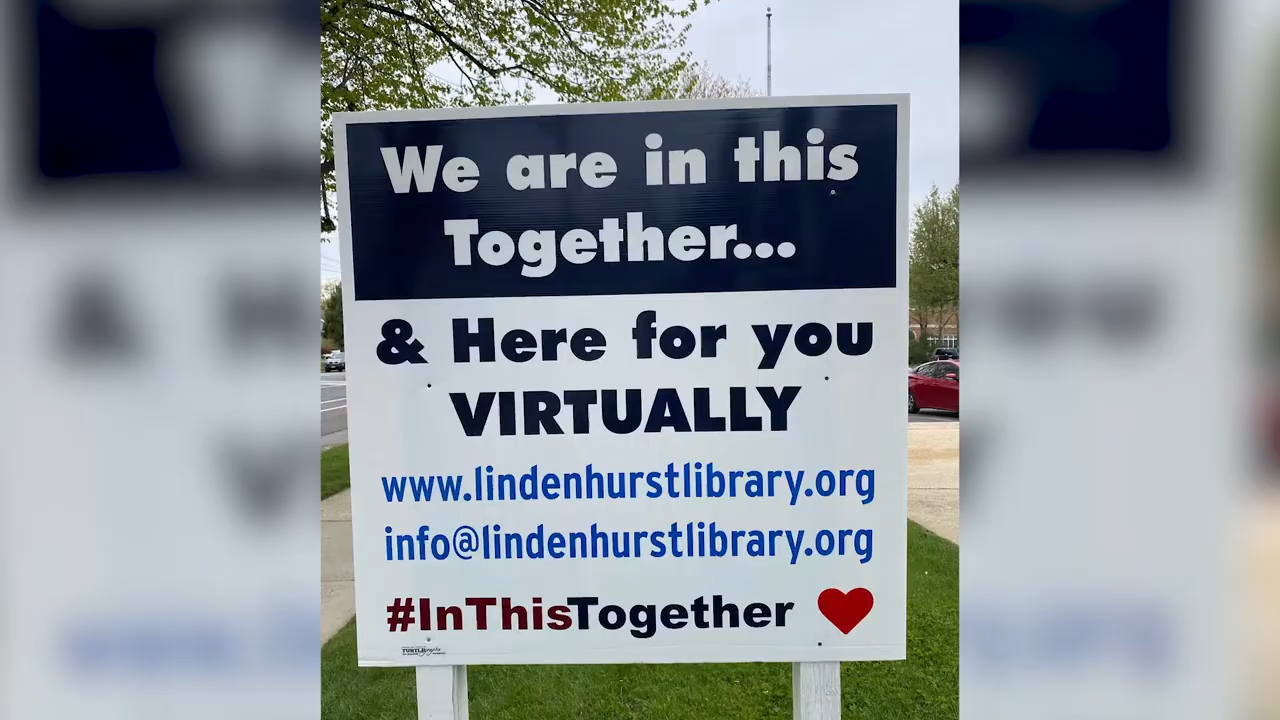 We are in this
Together...
& Here for you
VIRTUALLY
www.lindenhurstlibrary.org
info@lindenhurstlibrary.org
#InThisTogether